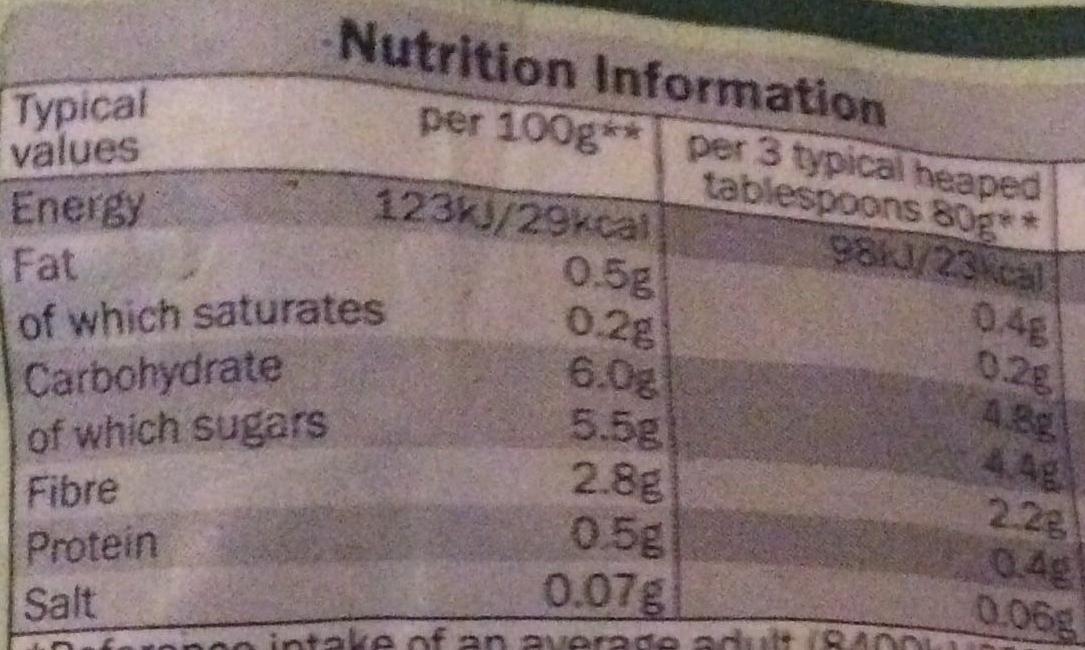 Nutrition Information
Typical values per 100g** per 3 typical heaped tablespoons 80g**
Energy 123kJ/29kcal 98kJ/23kcal
Fat 0.5g 0.4g
of which saturates 0.2g 0.2g
Carbohydrate 6.0g 4.8g
of which sugars 5.5g 4.4g
Fibre 2.8g 2.2g
Protein 0.5g 0.4g
Salt 0.07g 0.06g
*Reference intake of an average adult